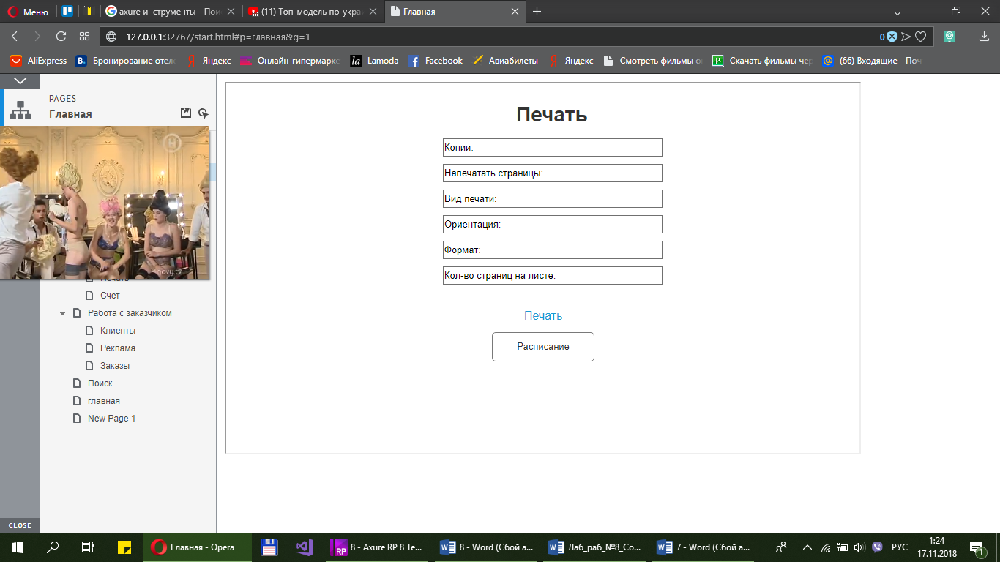 Меню
axure инструменты - Пои
(11) Топ-модель по-укра
Главная
127.0.0.1:32767/start.html#p=главная&g=1
0
AliExpress
B.
Бронирование отеле
Яндекс
Онлайн-гипермарке
la
Lamoda
Facebook
Авиабилеты
Яндекс
Смотреть фильмы о
Скачать фильмы чер
(66) Входящие - Поч
PAGES
Главная
Печать
Счет
Работа с заказчиком
Клиенты
Реклама
Заказы
Поиск
главная
New Page 1
CLOSE
novy.tv
Печать
Копии:
Напечатать страницы:
Вид печати:
Ориентация:
Формат:
Кол-во страниц на листе:
Печать
Расписание
Главная - Opera
RP
8 - Axure RP 8 Te...
8 - Word (Сбой а...
Лаб_раб_№8_Со...
7 - Word (Сбой а...
РУС
1:24
17.11.2018
1